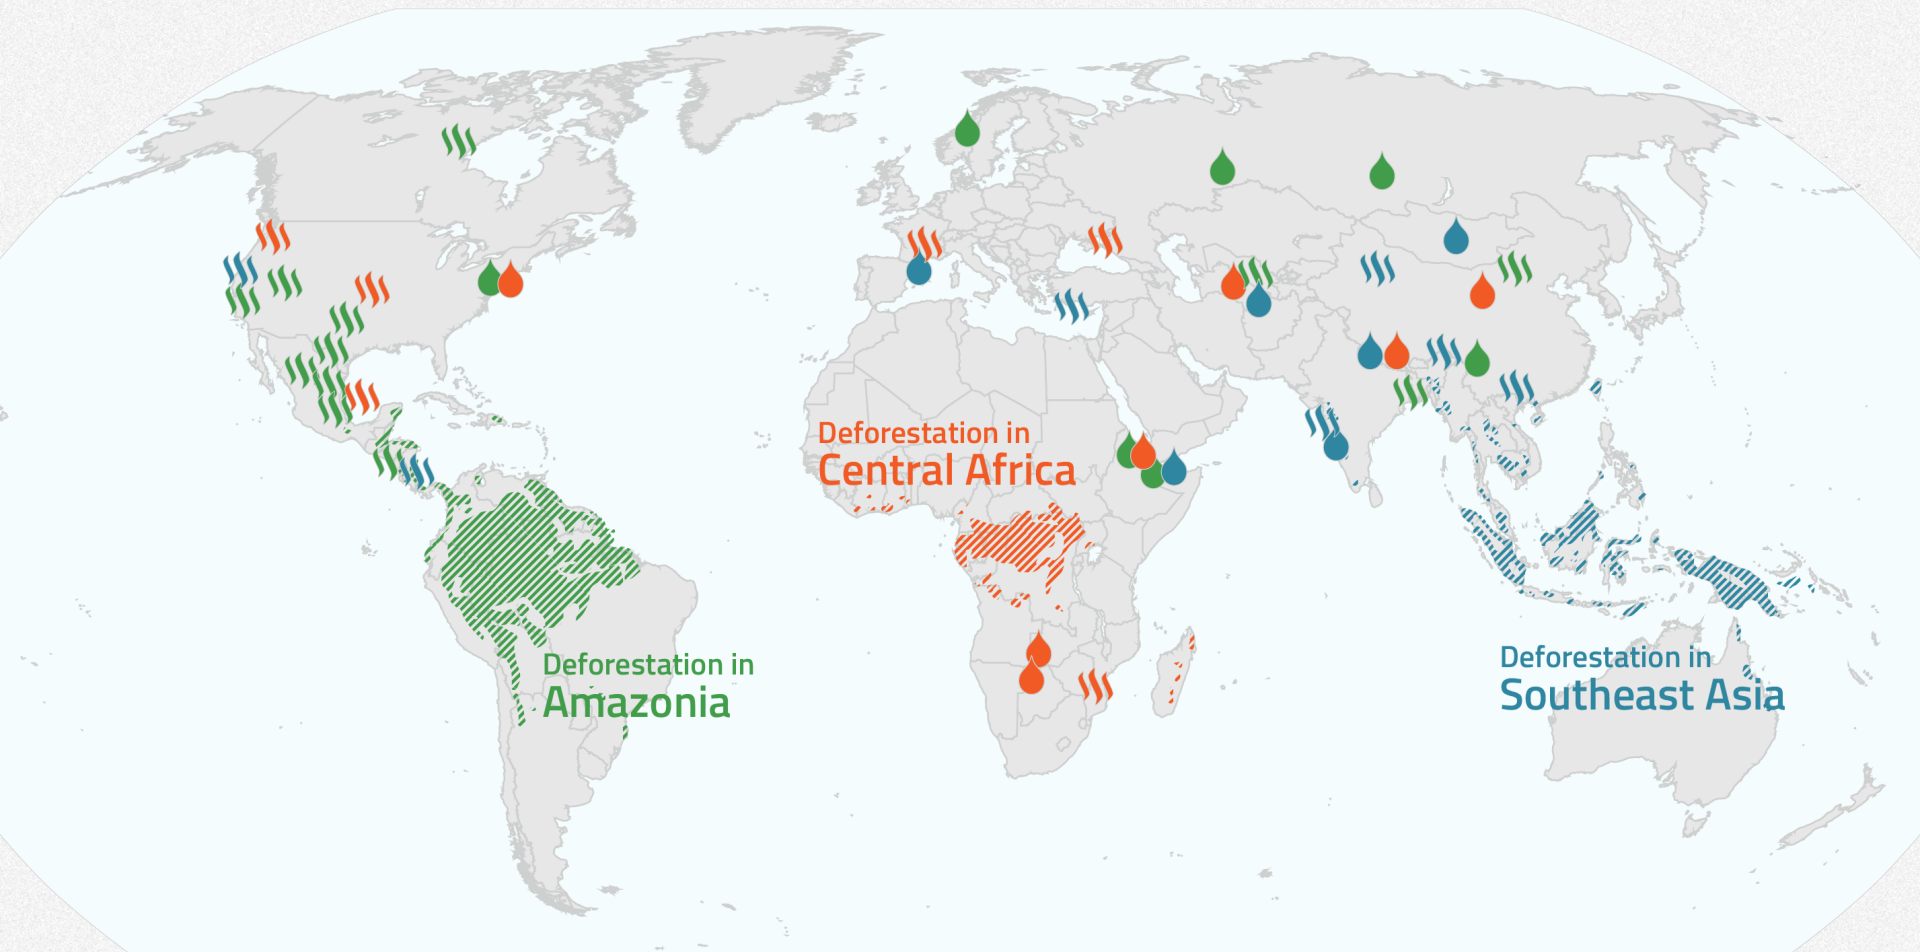 Deforestation in
Central Africa
Deforestation in
Amazonia
Deforestation in
Southeast Asia